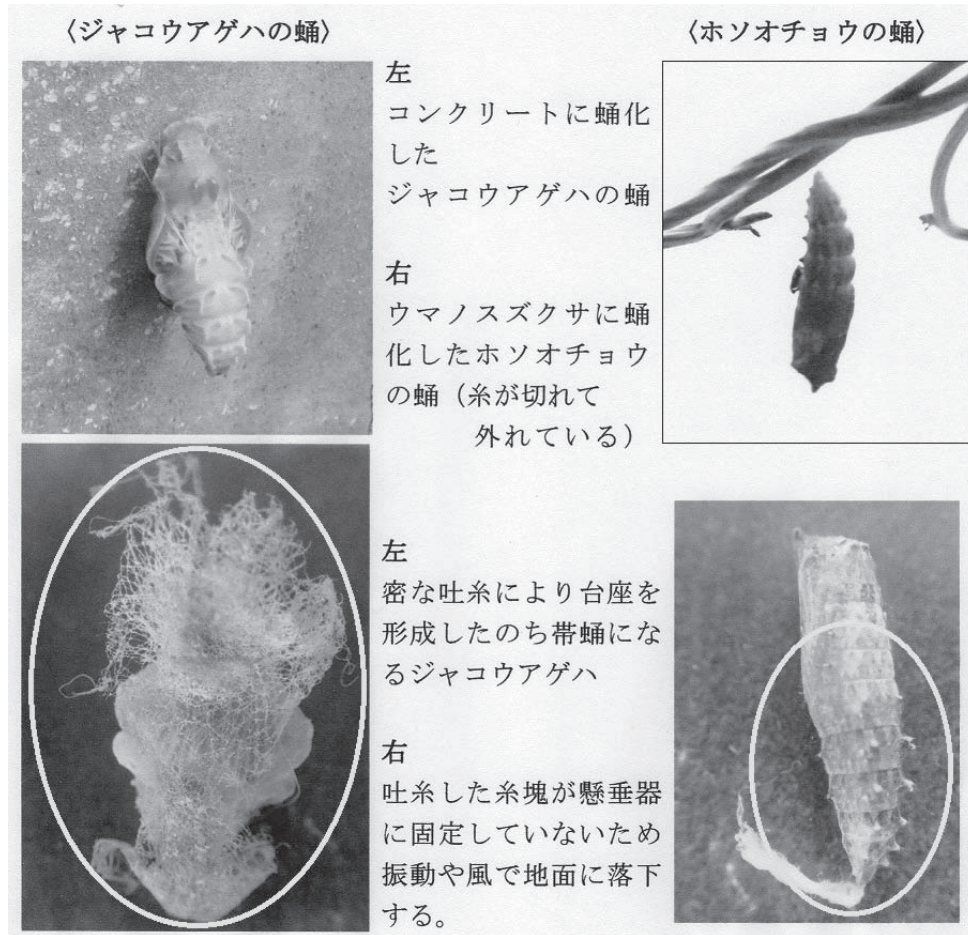 〈ジャコウアゲハの蛹〉
〈ホソオチョウの蛹〉
左
コンクリートに蛹化
した
ジャコウアゲハの蛹
右
ウマノスズクサに蛹
化したホソオチョウ
の蛹（糸が切れて
外れている）
左
密な吐糸により台座を
形成したのち帯蛹にな
るジャコウアゲハ
右
吐糸した糸塊が懸垂器
に固定していないため
振動や風で地面に落下
する。